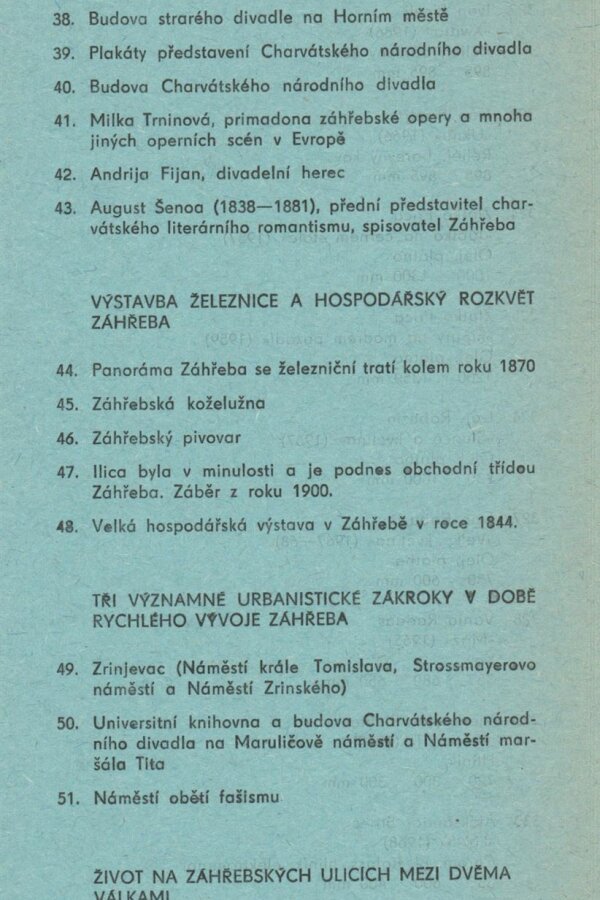 38. Budova strarého divadle na Horním městě
39. Plakáty představení Charvátského národního divadla
40. Budova Charvátského národního divadla
41. Milka Trninová, primadona záhřebské opery a mnoha
jiných operních scén v Evropě
42. Andrija Fijan, divadelní herec
43. August Šenoa (1838—1881), přední představitel char-
vátského literárního romantismu, spisovatel Záhřeba
VÝSTAVBA ŽELEZNICE A HOSPODÁŘSKÝ ROZKVĚT
ZÁHŘEBA
44. Panoráma Záhřeba se železniční tratí kolem roku 1870
45. Záhřebská koželužna
46. Záhřebský pivovar
47. Ilica byla v minulosti a je podnes obchodní třídou
Záhřeba. Záběr z roku 1900.
48. Velká hospodářská výstava v Záhřebě v roce 1844.
TŘI VÝZNAMNÉ URBANISTICKÉ ZÁKROKY V DOBĚ
RYCHLÉHO VÝVOJE ZÁHŘEBA
49. Zrinjevac (Náměstí krále Tomislava, Strossmayerovo
náměstí a Náměstí Zrinského)
50. Universitní knihovna a budova Charvátského národ-
ního divadla na Maruličově náměstí a Náměstí mar-
šála Tita
51. Náměstí obětí fašismu
ŽIVOT NA ZÁHŘEBSKÝCH ULICÍCH MEZI DVĚMA
VÁLKAMI